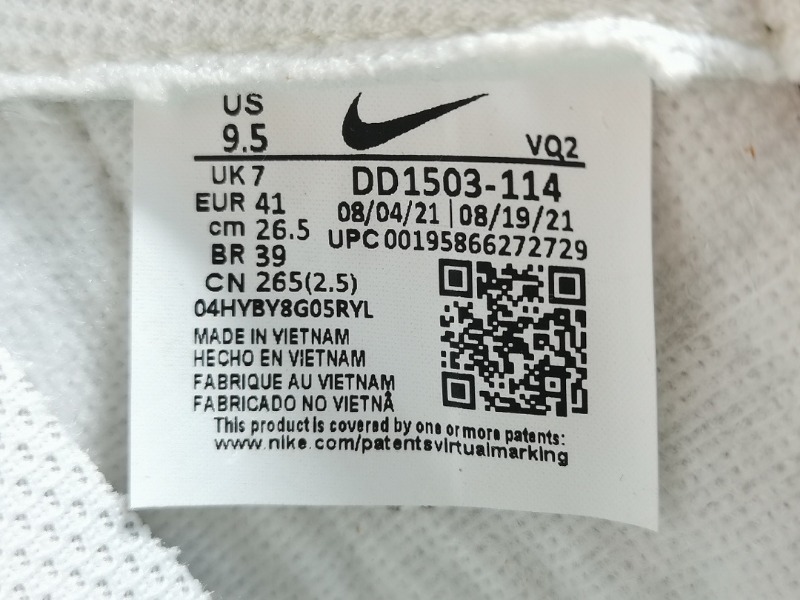 US
9.5
VQ2
UK 7
EUR 41
cm 26.5
BR 39
CN 265(2.5)
DD1503-114
08/04/21 | 08/19/21
UPC 00195866272729
04HYBY8G05RYL
MADE IN VIETNAM
HECHO EN VIETNAM
FABRIQUE AU VIETNAM
FABRICADO NO VIETNÃ
This product is covered by one or more patents:
www.nike.com/patentsvirtualmarking